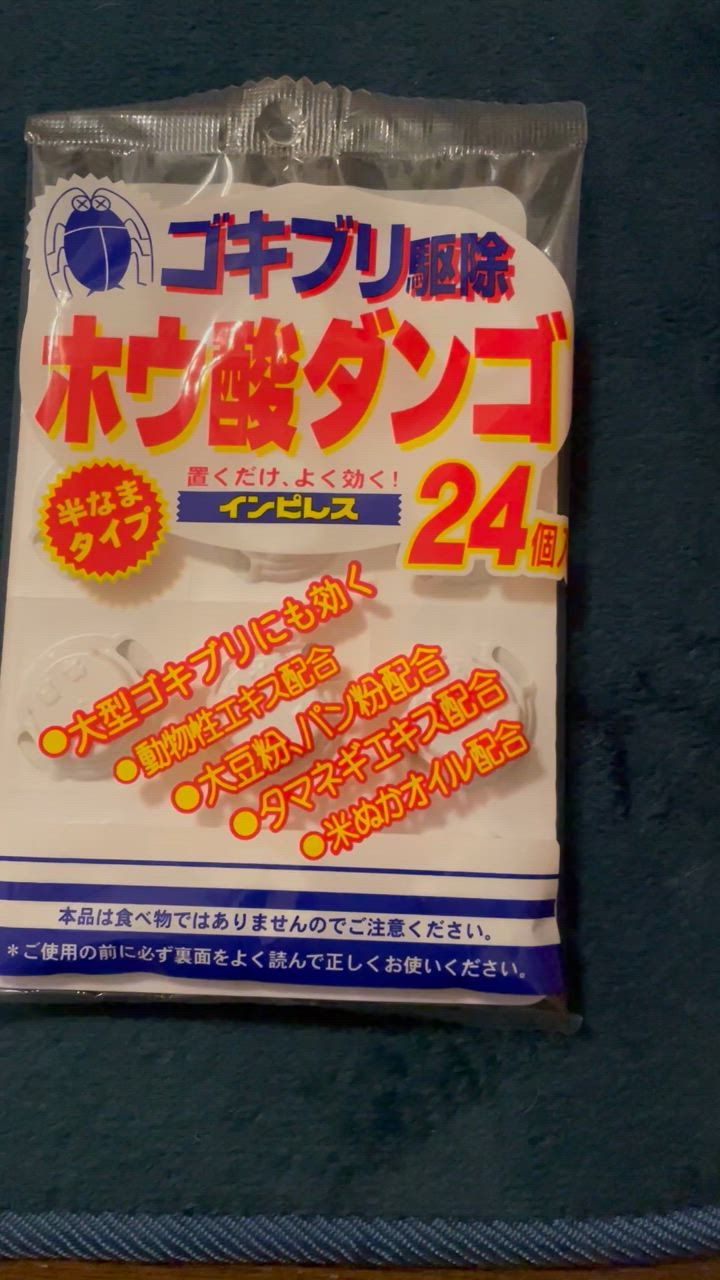 ゴキブリ駆除
ホウ酸ダンゴ
半なま
タイプ
置くだけ、よく効く!
インピレス
24個入
●大型ゴキブリにも効く
●動物性エキス配合
●大豆粉、パン粉配合
●タマネギエキス配合
●米ぬかオイル配合
本品は食べ物ではありませんのでご注意ください。
*ご使用の前に必ず裏面をよく読んで正しくお使いください。